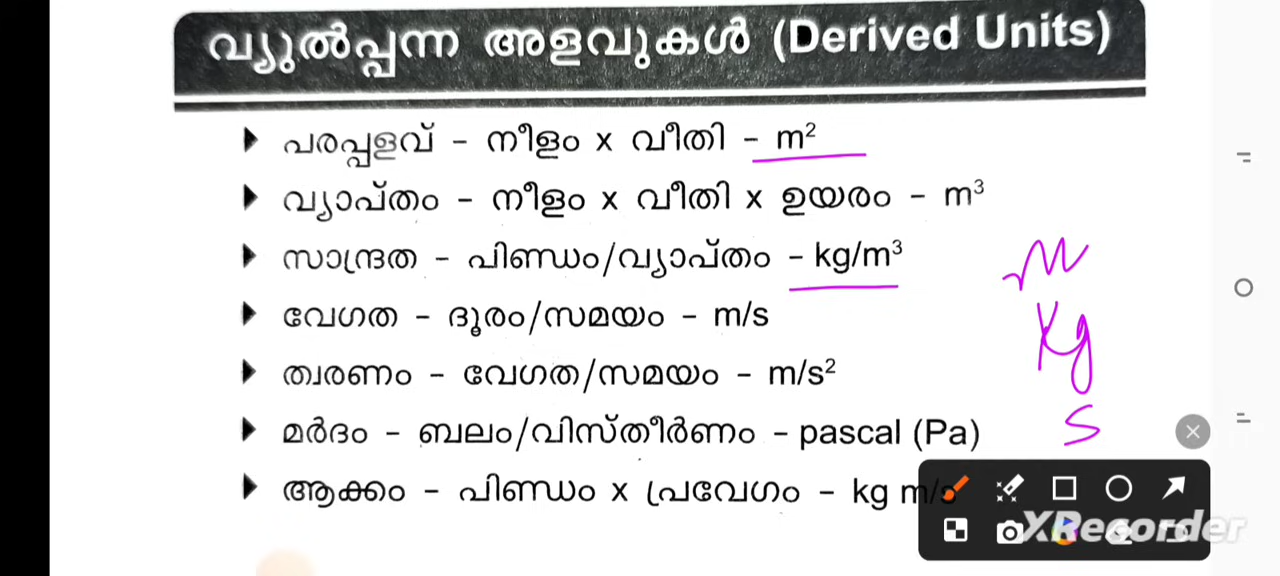 വ്യുൽപ്പന്ന അളവുകൾ (Derived Units)
▶ പരപ്പളവ് - നീളം x വീതി - m²
▶ വ്യാപ്തം - നീളം x വീതി x ഉയരം - m³
▶ സാന്ദ്രത - പിണ്ഡം/വ്യാപ്തം - kg/m³
m
▶ വേഗത - ദൂരം/സമയം - m/s
kg
▶ ത്വരണം - വേഗത/സമയം - m/s²
▶ മർദം - ബലം/വിസ്തീർണം - pascal (Pa)
s
▶ ആക്കം - പിണ്ഡം x പ്രവേഗം - kg m/s
XRecorder